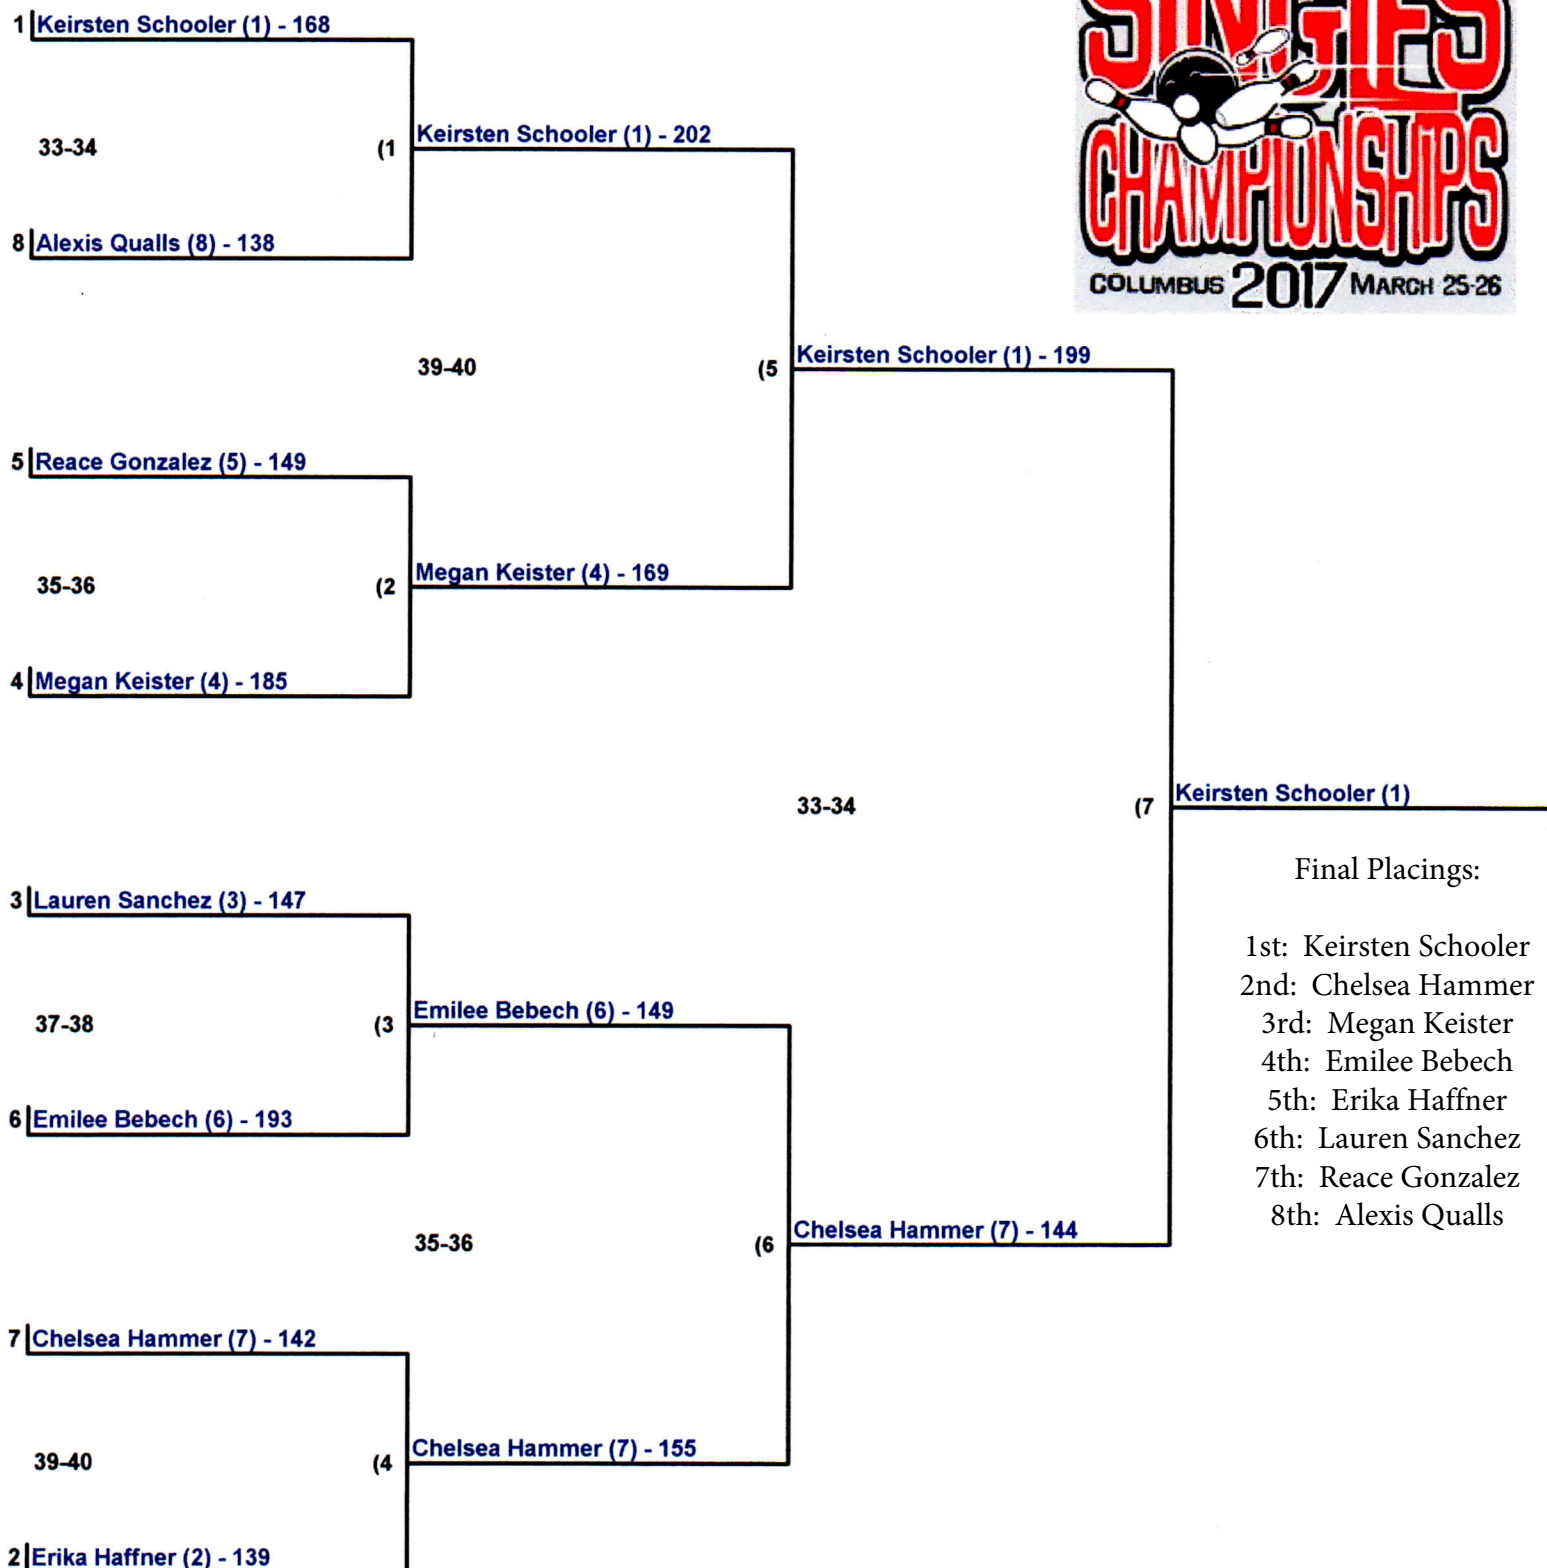 SINGLES
CHAMPIONSHIPS
COLUMBUS 2017 MARCH 25-26
1 Keirsten Schooler (1) - 168
33-34 (1
Keirsten Schooler (1) - 202
8 Alexis Qualls (8) - 138
39-40 (5
Keirsten Schooler (1) - 199
5 Reace Gonzalez (5) - 149
35-36 (2
Megan Keister (4) - 169
4 Megan Keister (4) - 185
33-34 (7
Keirsten Schooler (1)
Final Placings:
1st: Keirsten Schooler
2nd: Chelsea Hammer
3rd: Megan Keister
4th: Emilee Bebech
5th: Erika Haffner
6th: Lauren Sanchez
7th: Reace Gonzalez
8th: Alexis Qualls
3 Lauren Sanchez (3) - 147
37-38 (3
Emilee Bebech (6) - 149
6 Emilee Bebech (6) - 193
35-36 (6
Chelsea Hammer (7) - 144
7 Chelsea Hammer (7) - 142
39-40 (4
Chelsea Hammer (7) - 155
2 Erika Haffner (2) - 139